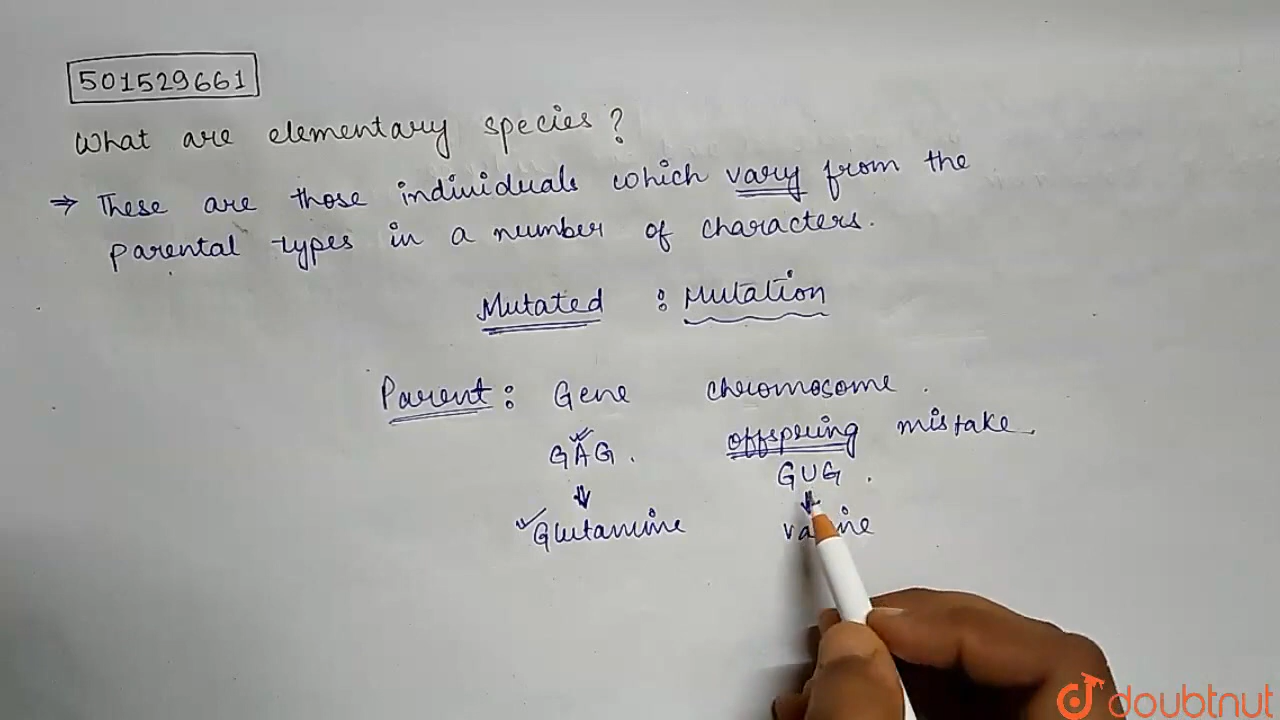 501529661
What are elementary species?
⇒ These are those individuals which vary from the
parental types in a number of characters.
Mutated : Mutation
Parent : Gene chromosome.
offspring mistake.
GAG. GUG.
Glutamine
doubtnut